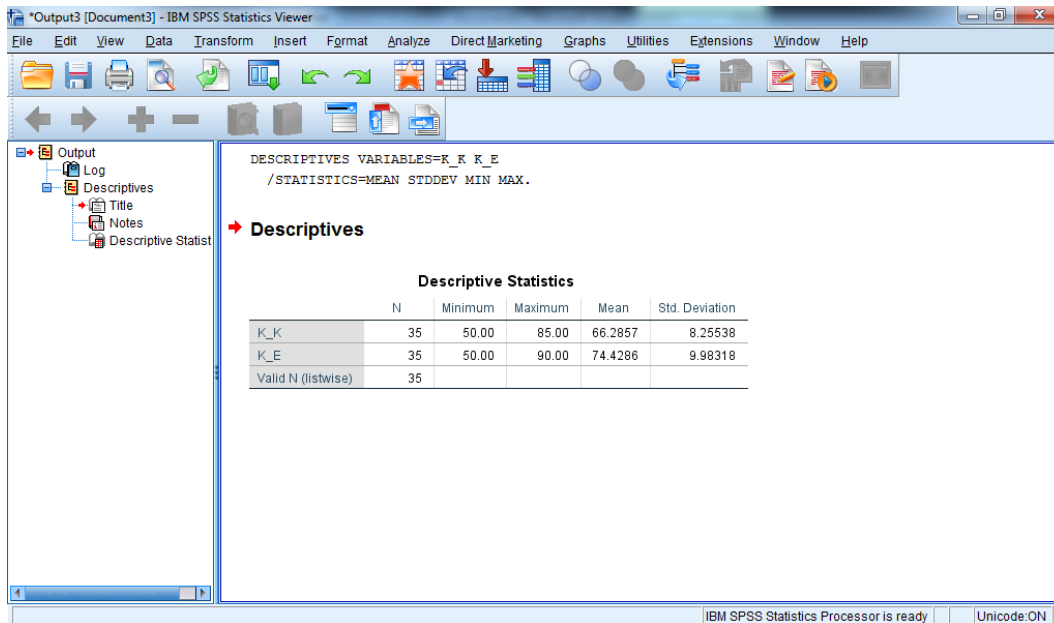 *Output3 [Document3] - IBM SPSS Statistics Viewer
File Edit View Data Transform Insert Format Analyze Direct Marketing Graphs Utilities Extensions Window Help
Output
Log
Descriptives
Title
Notes
Descriptive Statist
DESCRIPTIVES VARIABLES=K_K K_E
/STATISTICS=MEAN STDDEV MIN MAX.
Descriptives
Descriptive Statistics
N Minimum Maximum Mean Std. Deviation
K_K 35 50.00 85.00 66.2857 8.25538
K_E 35 50.00 90.00 74.4286 9.98318
Valid N (listwise) 35
IBM SPSS Statistics Processor is ready Unicode:ON